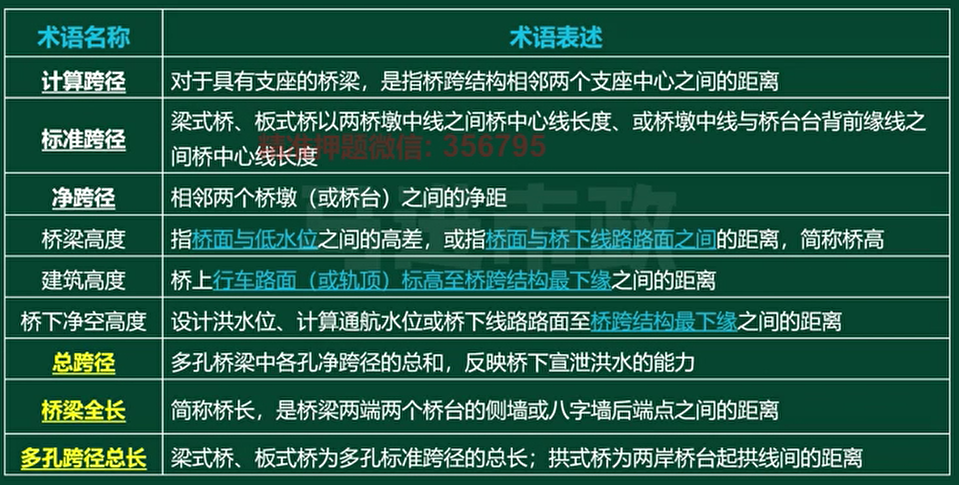 术语名称 术语表述
计算跨径 对于具有支座的桥梁，是指桥跨结构相邻两个支座中心之间的距离
标准跨径 梁式桥、板式桥以两桥墩中线之间桥中心线长度、或桥墩中线与桥台台背前缘线之
间桥中心线长度
精准押题微信: 356795
净跨径 相邻两个桥墩（或桥台）之间的净距
桥梁高度 指桥面与低水位之间的高差，或指桥面与桥下线路路面之间的距离，简称桥高
建筑高度 桥上行车路面（或轨顶）标高至桥跨结构最下缘之间的距离
桥下净空高度 设计洪水位、计算通航水位或桥下线路路面至桥跨结构最下缘之间的距离
总跨径 多孔桥梁中各孔净跨径的总和，反映桥下宣泄洪水的能力
桥梁全长 简称桥长，是桥梁两端两个桥台的侧墙或八字墙后端点之间的距离
多孔跨径总长 梁式桥、板式桥为多孔标准跨径的总长；拱式桥为两岸桥台起拱线间的距离